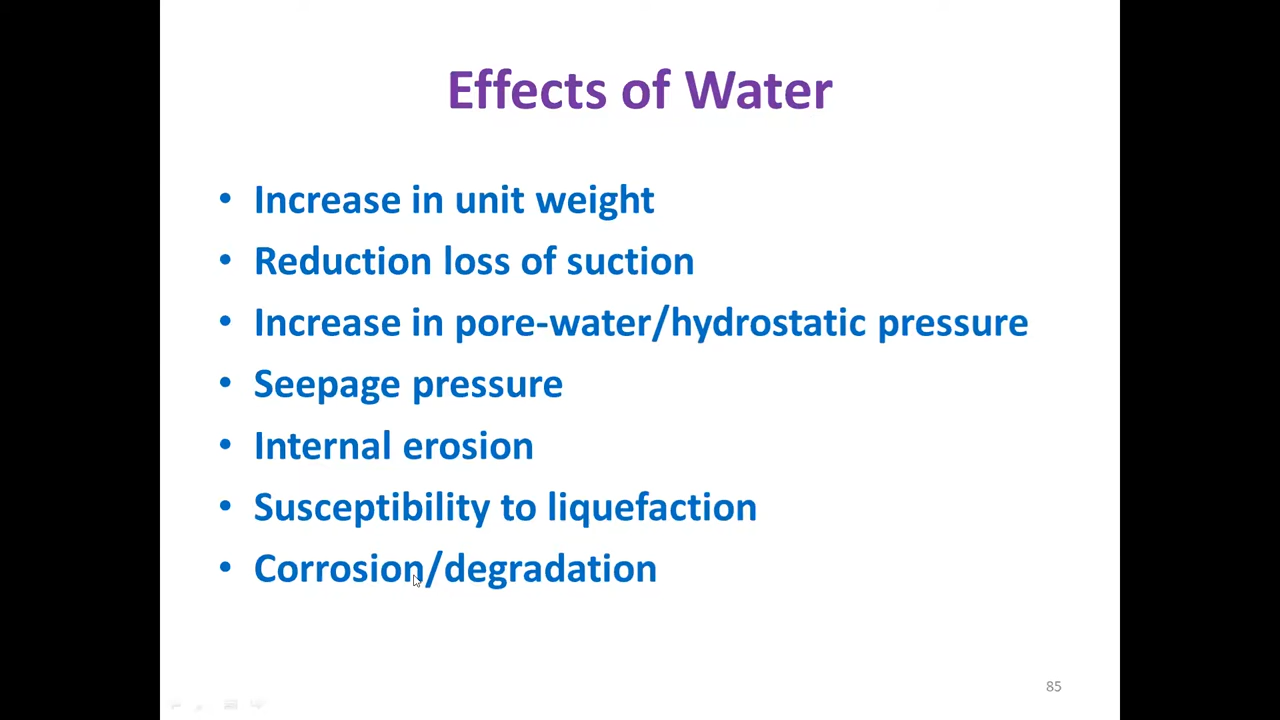 Effects of Water
• Increase in unit weight
• Reduction loss of suction
• Increase in pore-water/hydrostatic pressure
• Seepage pressure
• Internal erosion
• Susceptibility to liquefaction
• Corrosion/degradation
85